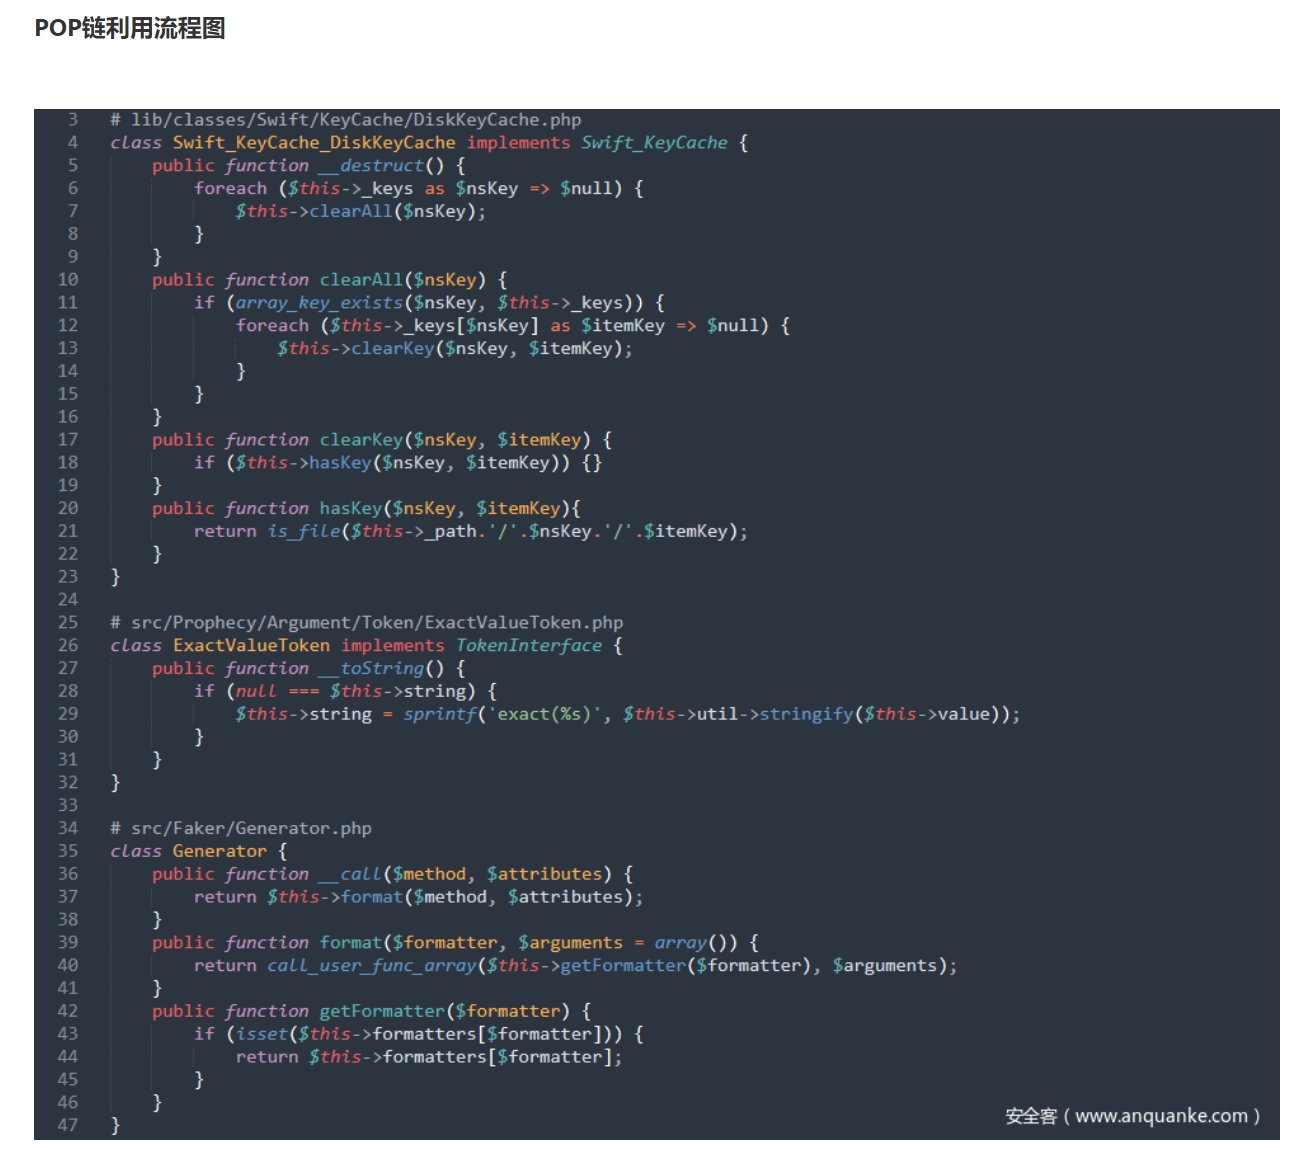 POP链利用流程图
3 # lib/classes/Swift/KeyCache/DiskKeyCache.php
4 class Swift_KeyCache_DiskKeyCache implements Swift_KeyCache {
5     public function __destruct() {
6         foreach ($this->_keys as $nsKey => $null) {
7             $this->clearAll($nsKey);
8         }
9     }
10     public function clearAll($nsKey) {
11         if (array_key_exists($nsKey, $this->_keys)) {
12             foreach ($this->_keys[$nsKey] as $itemKey => $null) {
13                 $this->clearKey($nsKey, $itemKey);
14             }
15         }
16     }
17     public function clearKey($nsKey, $itemKey) {
18         if ($this->hasKey($nsKey, $itemKey)) {}
19     }
20     public function hasKey($nsKey, $itemKey){
21         return is_file($this->_path.'/'.$nsKey.'/'.$itemKey);
22     }
23 }
24
25 # src/Prophecy/Argument/Token/ExactValueToken.php
26 class ExactValueToken implements TokenInterface {
27     public function __toString() {
28         if (null === $this->string) {
29             $this->string = sprintf('exact(%s)', $this->util->stringify($this->value));
30         }
31     }
32 }
33
34 # src/Faker/Generator.php
35 class Generator {
36     public function __call($method, $attributes) {
37         return $this->format($method, $attributes);
38     }
39     public function format($formatter, $arguments = array()) {
40         return call_user_func_array($this->getFormatter($formatter), $arguments);
41     }
42     public function getFormatter($formatter) {
43         if (isset($this->formatters[$formatter])) {
44             return $this->formatters[$formatter];
45         }
46     }
47 }
安全客（www.anquanke.com）